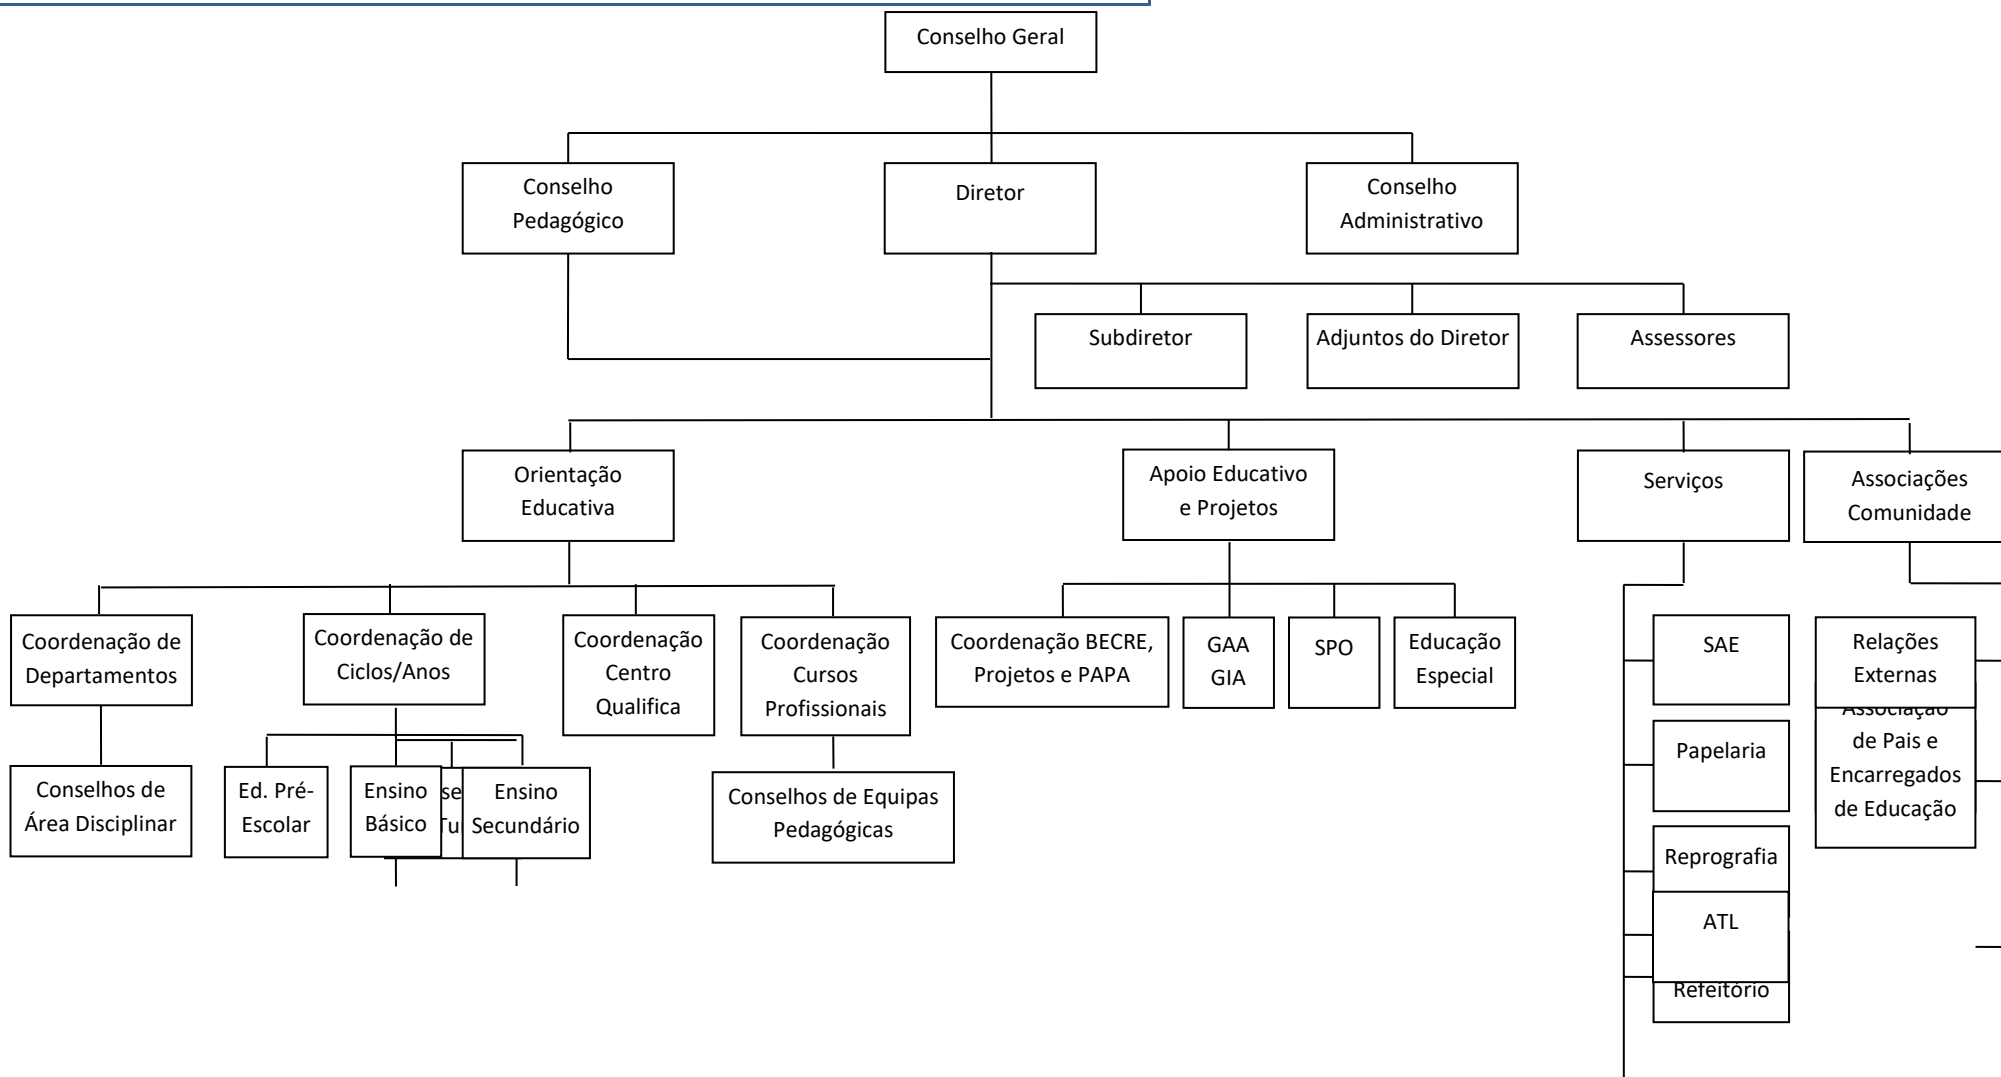 Conselho Geral
Conselho
Pedagógico
Diretor
Conselho
Administrativo
Subdiretor
Adjuntos do Diretor
Assessores
Orientação
Educativa
Apoio Educativo
e Projetos
Serviços
Associações
Comunidade
Coordenação de
Departamentos
Coordenação de
Ciclos/Anos
Coordenação
Centro
Qualifica
Coordenação
Cursos
Profissionais
Coordenação BECRE,
Projetos e PAPA
GAA
GIA
SPO
Educação
Especial
SAE
Relações
Externas
Associação
de Pais e
Encarregados
de Educação
Papelaria
Conselhos de
Área Disciplinar
Ed. Pré-
Escolar
Ensino
Básico
Ensino
Secundário
Conselhos de Equipas
Pedagógicas
Reprografia
ATL
Refeitório